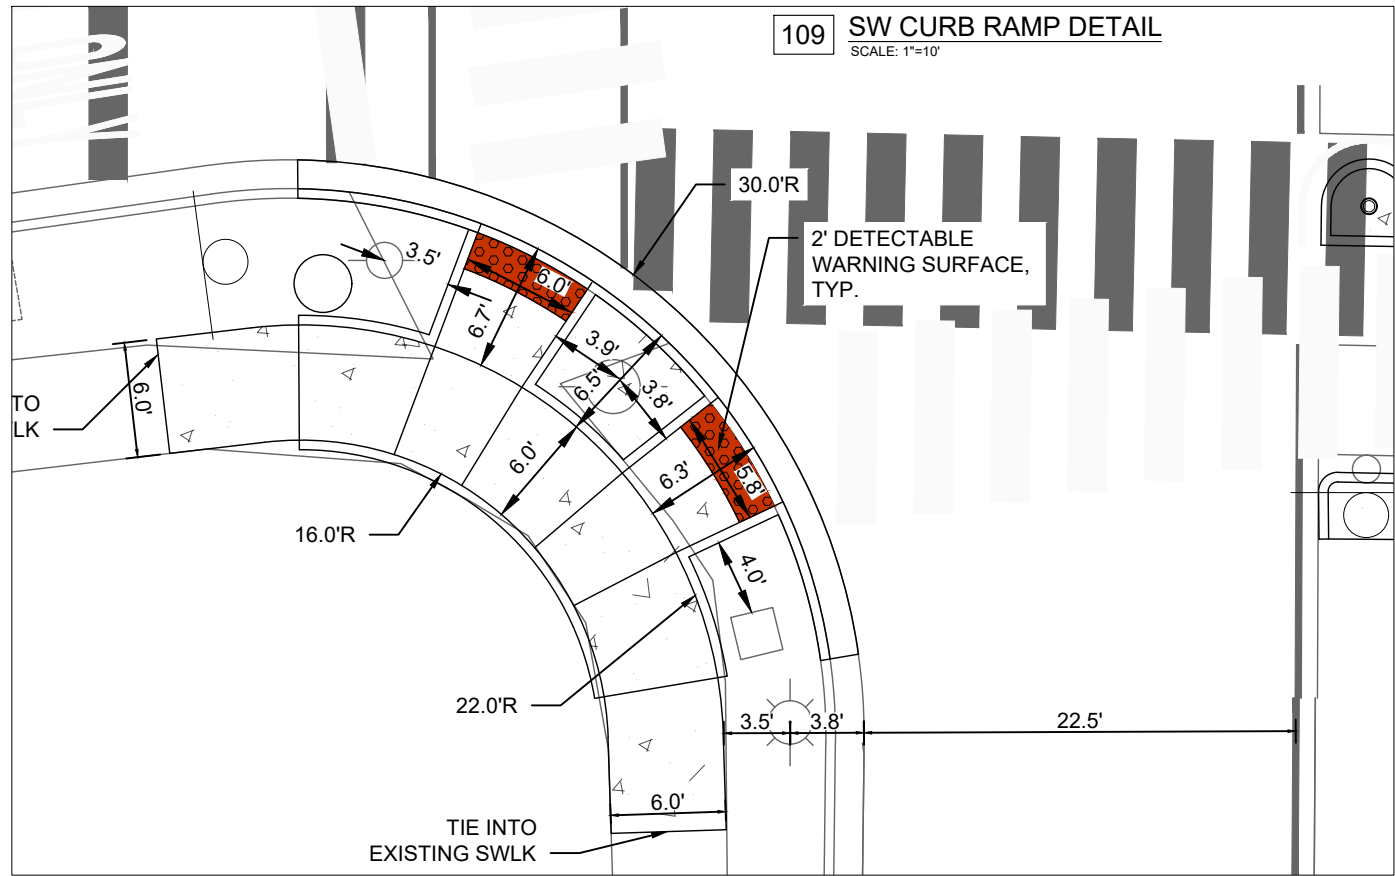 109
SW CURB RAMP DETAIL
SCALE: 1"=10'
30.0'R
2' DETECTABLE
WARNING SURFACE,
TYP.
3.5'
6.0'
6.7'
3.9'
6.5'
3.8'
6.0'
TO
LK
6.0'
6.3'
5.8'
16.0'R
4.0'
22.0'R
3.5'
3.8'
22.5'
6.0'
TIE INTO
EXISTING SWLK